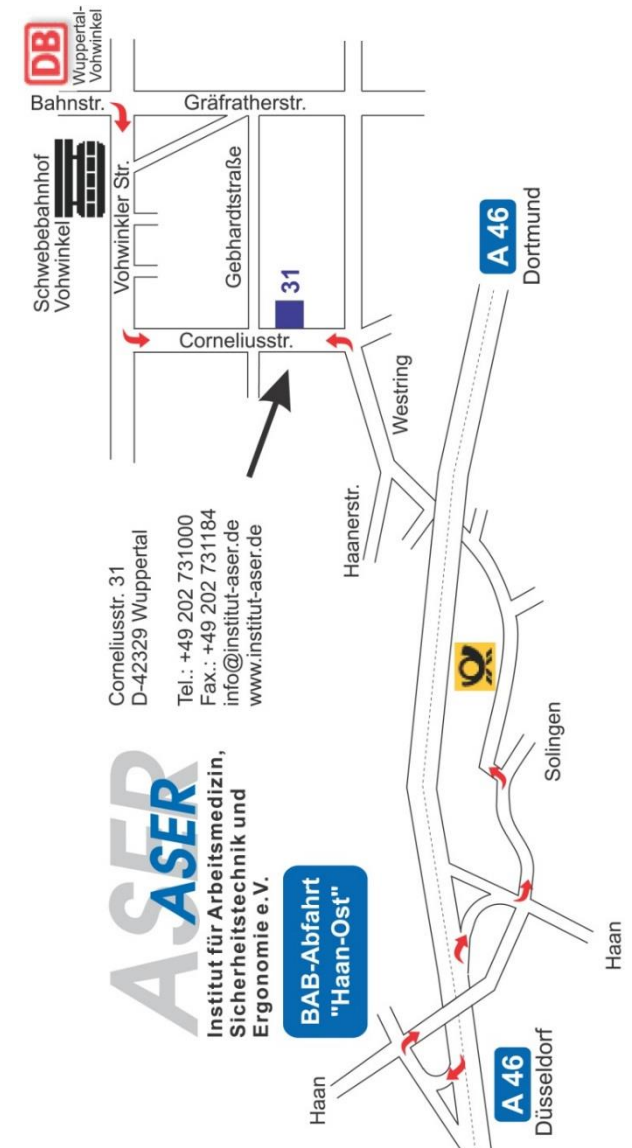 ASER
ASER
Institut für Arbeitsmedizin,
Sicherheitstechnik und
Ergonomie e.V.
Corneliusstr. 31
D-42329 Wuppertal
Tel.: +49 202 731000
Fax.: +49 202 731184
info@institut-aser.de
www.institut-aser.de
Schwebebahnhof
Vohwinkel
DB
Wuppertal-
Vohwinkel
Bahnstr.
Vohwinkler Str.
Gräfratherstr.
Gebhardtstraße
31
Corneliusstr.
BAB-Abfahrt
"Haan-Ost"
Haanerstr.
Westring
A 46
Dortmund
Haan
Solingen
A 46
Düsseldorf
Haan